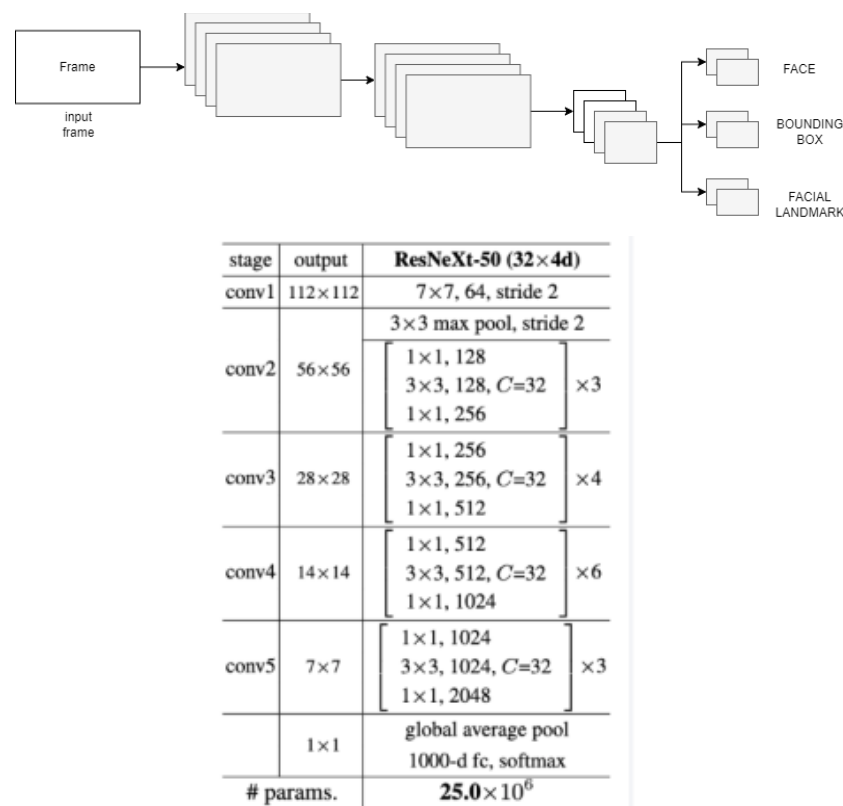 Frame
input
frame
FACE
BOUNDING
BOX
FACIAL
LANDMARK
stage output ResNeXt-50 (32×4d)
conv1 112×112 7×7, 64, stride 2
3×3 max pool, stride 2
conv2 56×56
1×1, 128
3×3, 128, C=32
1×1, 256
×3
conv3 28×28
1×1, 256
3×3, 256, C=32
1×1, 512
×4
conv4 14×14
1×1, 512
3×3, 512, C=32
1×1, 1024
×6
conv5 7×7
1×1, 1024
3×3, 1024, C=32
1×1, 2048
×3
1×1
global average pool
1000-d fc, softmax
# params. 25.0×10⁶